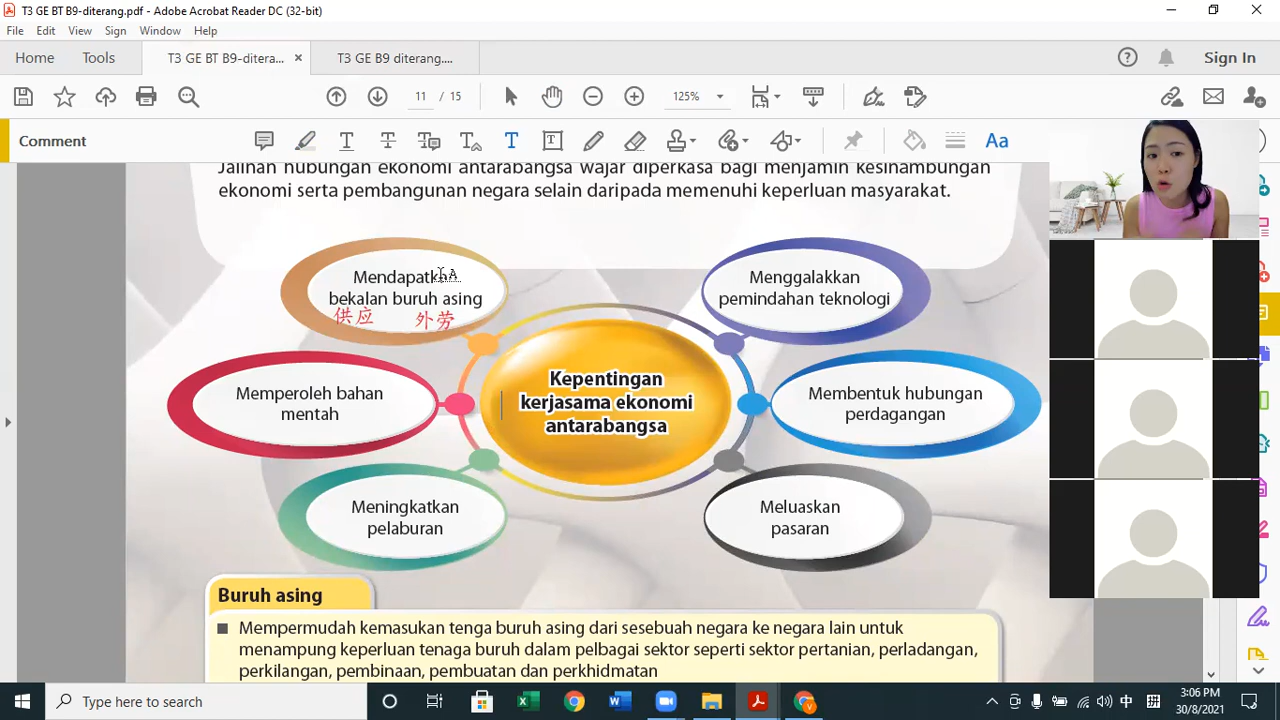 T3 GE BT B9-diterang.pdf - Adobe Acrobat Reader DC (32-bit)
File Edit View Sign Window Help
Home Tools T3 GE BT B9-ditera... × T3 GE B9 diterang.... Sign In
11 / 15 125%
Comment
Jalinan hubungan ekonomi antarabangsa wajar diperkasa bagi menjamin kesinambungan
ekonomi serta pembangunan negara selain daripada memenuhi keperluan masyarakat.
Mendapatkan
bekalan buruh asing
供应 外劳
Menggalakkan
pemindahan teknologi
Memperoleh bahan
mentah
Kepentingan
kerjasama ekonomi
antarabangsa
Membentuk hubungan
perdagangan
Meningkatkan
pelaburan
Meluaskan
pasaran
Buruh asing
Mempermudah kemasukan tenga buruh asing dari sesebuah negara ke negara lain untuk
menampung keperluan tenaga buruh dalam pelbagai sektor seperti sektor pertanian, perladangan,
perkilangan, pembinaan, pembuatan dan perkhidmatan
Type here to search
中
拼
3:06 PM
30/8/2021